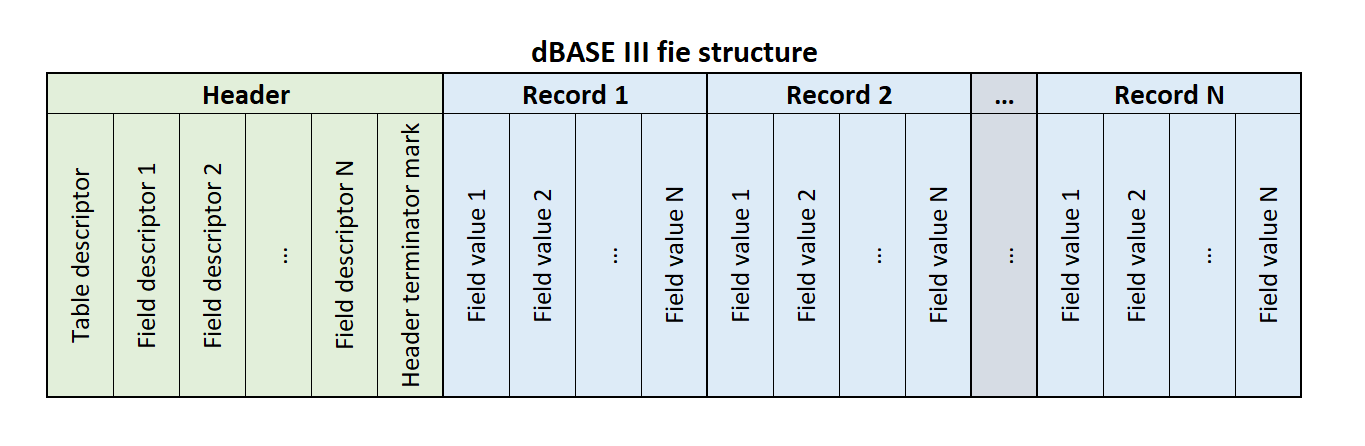 dBASE III fie structure
Header
Record 1
Record 2
...
Record N
Table descriptor
Field descriptor 1
Field descriptor 2
...
Field descriptor N
Header terminator mark
Field value 1
Field value 2
...
Field value N
Field value 1
Field value 2
...
Field value N
...
Field value 1
Field value 2
...
Field value N